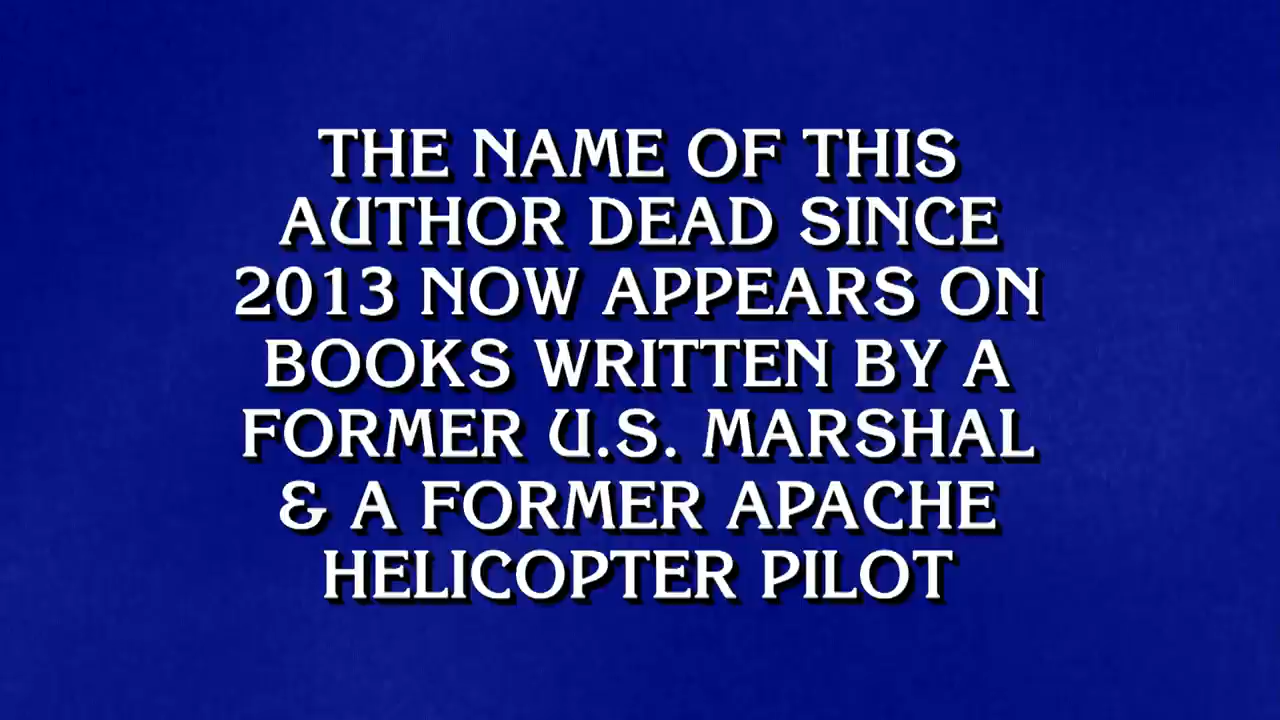 THE NAME OF THIS
AUTHOR DEAD SINCE
2013 NOW APPEARS ON
BOOKS WRITTEN BY A
FORMER U.S. MARSHAL
& A FORMER APACHE
HELICOPTER PILOT